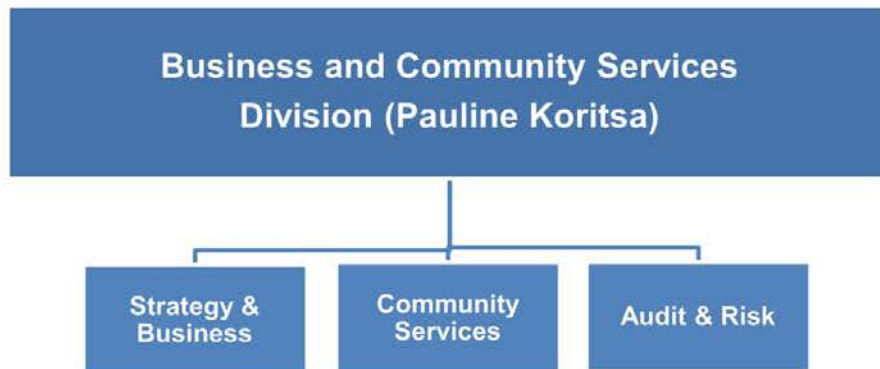 Business and Community Services
Division (Pauline Koritsa)
Strategy &
Business
Community
Services
Audit & Risk